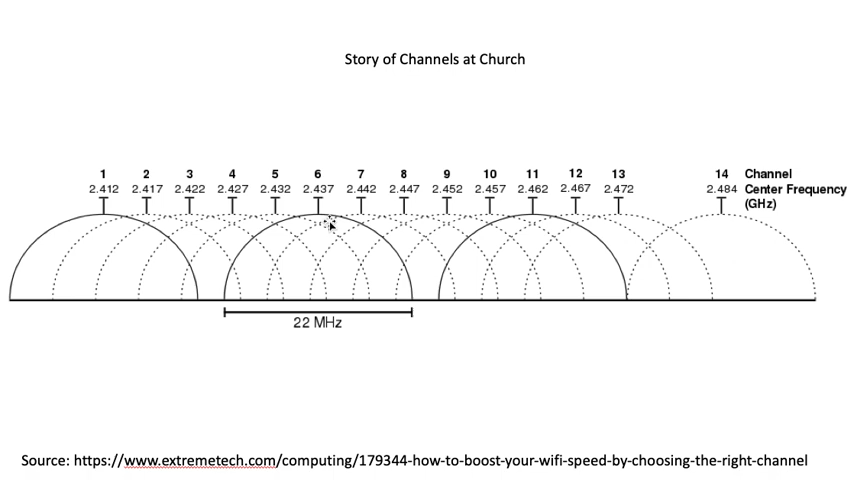 Story of Channels at Church
1 2 3 4 5 6 7 8 9 10 11 12 13 14 Channel
2.412 2.417 2.422 2.427 2.432 2.437 2.442 2.447 2.452 2.457 2.462 2.467 2.472 2.484 Center Frequency
(GHz)
22 MHz
Source: https://www.extremetech.com/computing/179344-how-to-boost-your-wifi-speed-by-choosing-the-right-channel